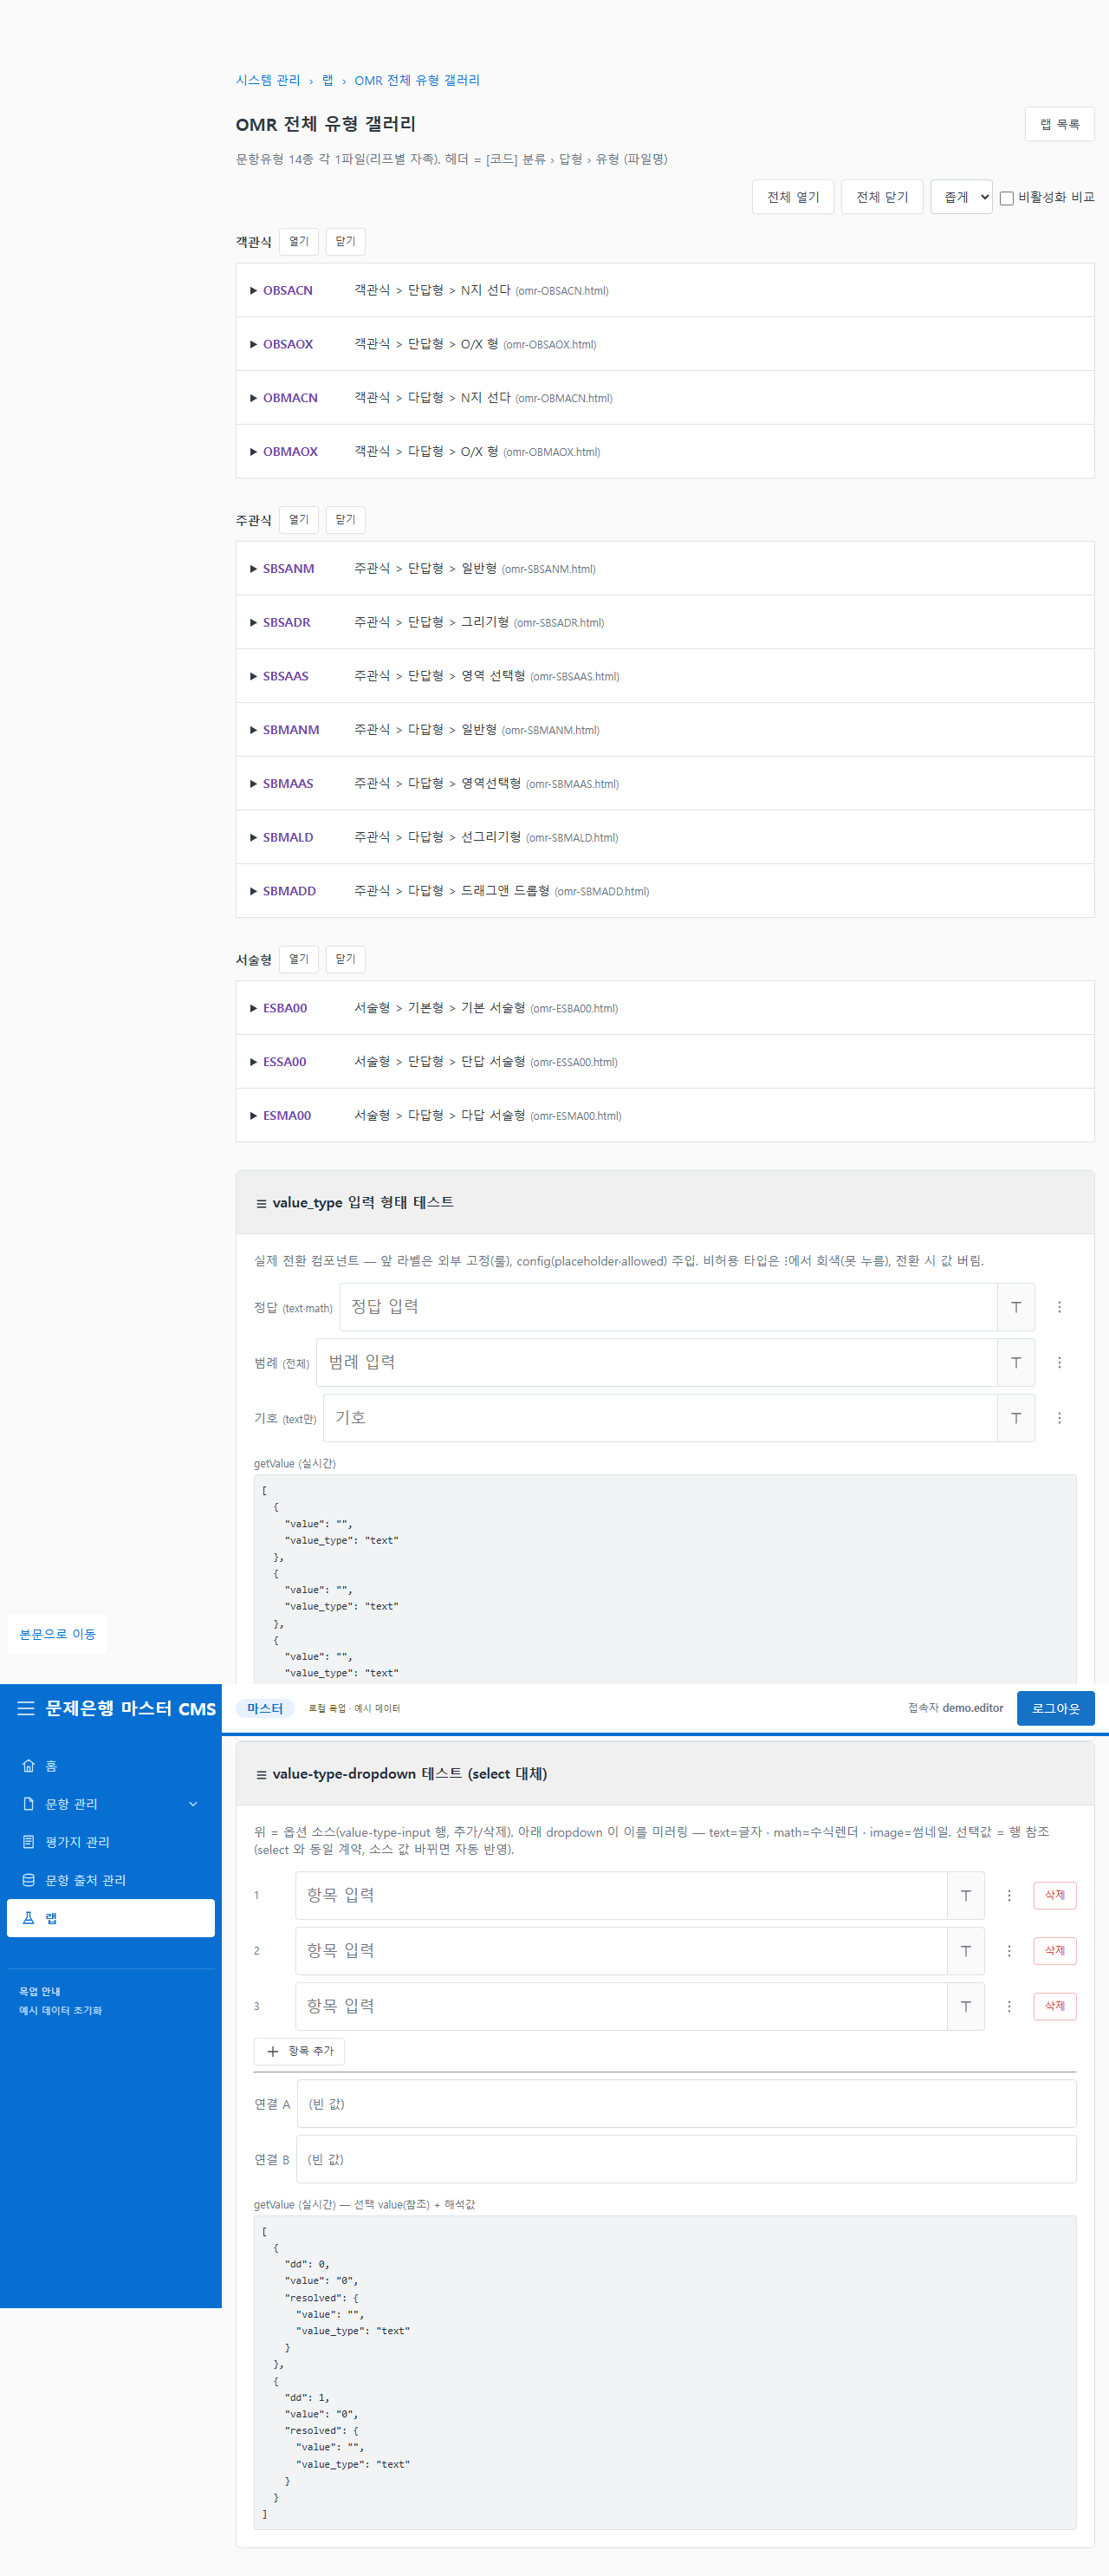 시스템 관리 › 랩 › OMR 전체 유형 갤러리
OMR 전체 유형 갤러리
랩 목록
문항유형 14종 각 1파일(리프별 자족). 헤더 = [코드] 분류 › 답형 › 유형 (파일명)
전체 열기 전체 닫기 좁게 비활성화 비교
객관식 열기 닫기
▶ OBSACN 객관식 > 단답형 > N지 선다 (omr-OBSACN.html)
▶ OBSAOX 객관식 > 단답형 > O/X 형 (omr-OBSAOX.html)
▶ OBMACN 객관식 > 다답형 > N지 선다 (omr-OBMACN.html)
▶ OBMAOX 객관식 > 다답형 > O/X 형 (omr-OBMAOX.html)
주관식 열기 닫기
▶ SBSANM 주관식 > 단답형 > 일반형 (omr-SBSANM.html)
▶ SBSADR 주관식 > 단답형 > 그리기형 (omr-SBSADR.html)
▶ SBSAAS 주관식 > 단답형 > 영역 선택형 (omr-SBSAAS.html)
▶ SBMANM 주관식 > 다답형 > 일반형 (omr-SBMANM.html)
▶ SBMAAS 주관식 > 다답형 > 영역선택형 (omr-SBMAAS.html)
▶ SBMALD 주관식 > 다답형 > 선그리기형 (omr-SBMALD.html)
▶ SBMADD 주관식 > 다답형 > 드래그앤 드롭형 (omr-SBMADD.html)
서술형 열기 닫기
▶ ESBA00 서술형 > 기본형 > 기본 서술형 (omr-ESBA00.html)
▶ ESSA00 서술형 > 단답형 > 단답 서술형 (omr-ESSA00.html)
▶ ESMA00 서술형 > 다답형 > 다답 서술형 (omr-ESMA00.html)
≡ value_type 입력 형태 테스트
실제 전환 컴포넌트 — 앞 라벨은 외부 고정(룰), config(placeholder·allowed) 주입. 비허용 타입은 ⋮에서 회색(못 누름), 전환 시 값 버림.
정답 (text·math) 정답 입력 T ⋮
범례 (전체) 범례 입력 T ⋮
기호 (text만) 기호 T ⋮
getValue (실시간)
[
{
"value": "",
"value_type": "text"
},
{
"value": "",
"value_type": "text"
},
{
"value": "",
"value_type": "text"
본문으로 이동
문제은행 마스터 CMS
마스터 로컬 목업 · 예시 데이터 접속자 demo.editor 로그아웃
홈
문항 관리
평가지 관리
문항 출처 관리
랩
목업 안내
예시 데이터 초기화
≡ value-type-dropdown 테스트 (select 대체)
위 = 옵션 소스(value-type-input 행, 추가/삭제). 아래 dropdown 이 이를 미러링 — text=글자 · math=수식렌더 · image=썸네일. 선택값 = 행 참조
(select 와 동일 계약, 소스 값 바뀌면 자동 반영).
1 항목 입력 T ⋮ 삭제
2 항목 입력 T ⋮ 삭제
3 항목 입력 T ⋮ 삭제
+ 항목 추가
연결 A (빈 값)
연결 B (빈 값)
getValue (실시간) — 선택 value(참조) + 해석값
[
{
"dd": 0,
"value": "0",
"resolved": {
"value": "",
"value_type": "text"
}
},
{
"dd": 1,
"value": "0",
"resolved": {
"value": "",
"value_type": "text"
}
}
]